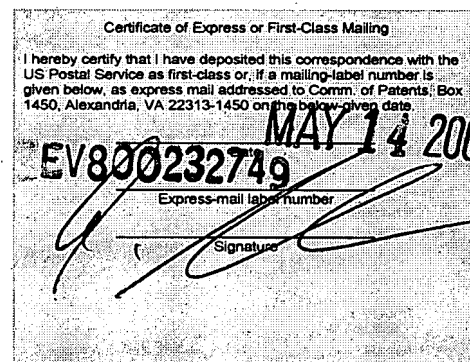 Certificate of Express or First-Class Mailing
I hereby certify that I have deposited this correspondence with the
US Postal Service as first-class or, if a mailing-label number is
given below, as express mail addressed to Comm. of Patents, Box
1450, Alexandria, VA 22313-1450 on the below-given date.
MAY 14 200
EV800232749
Express-mail label number
Signature